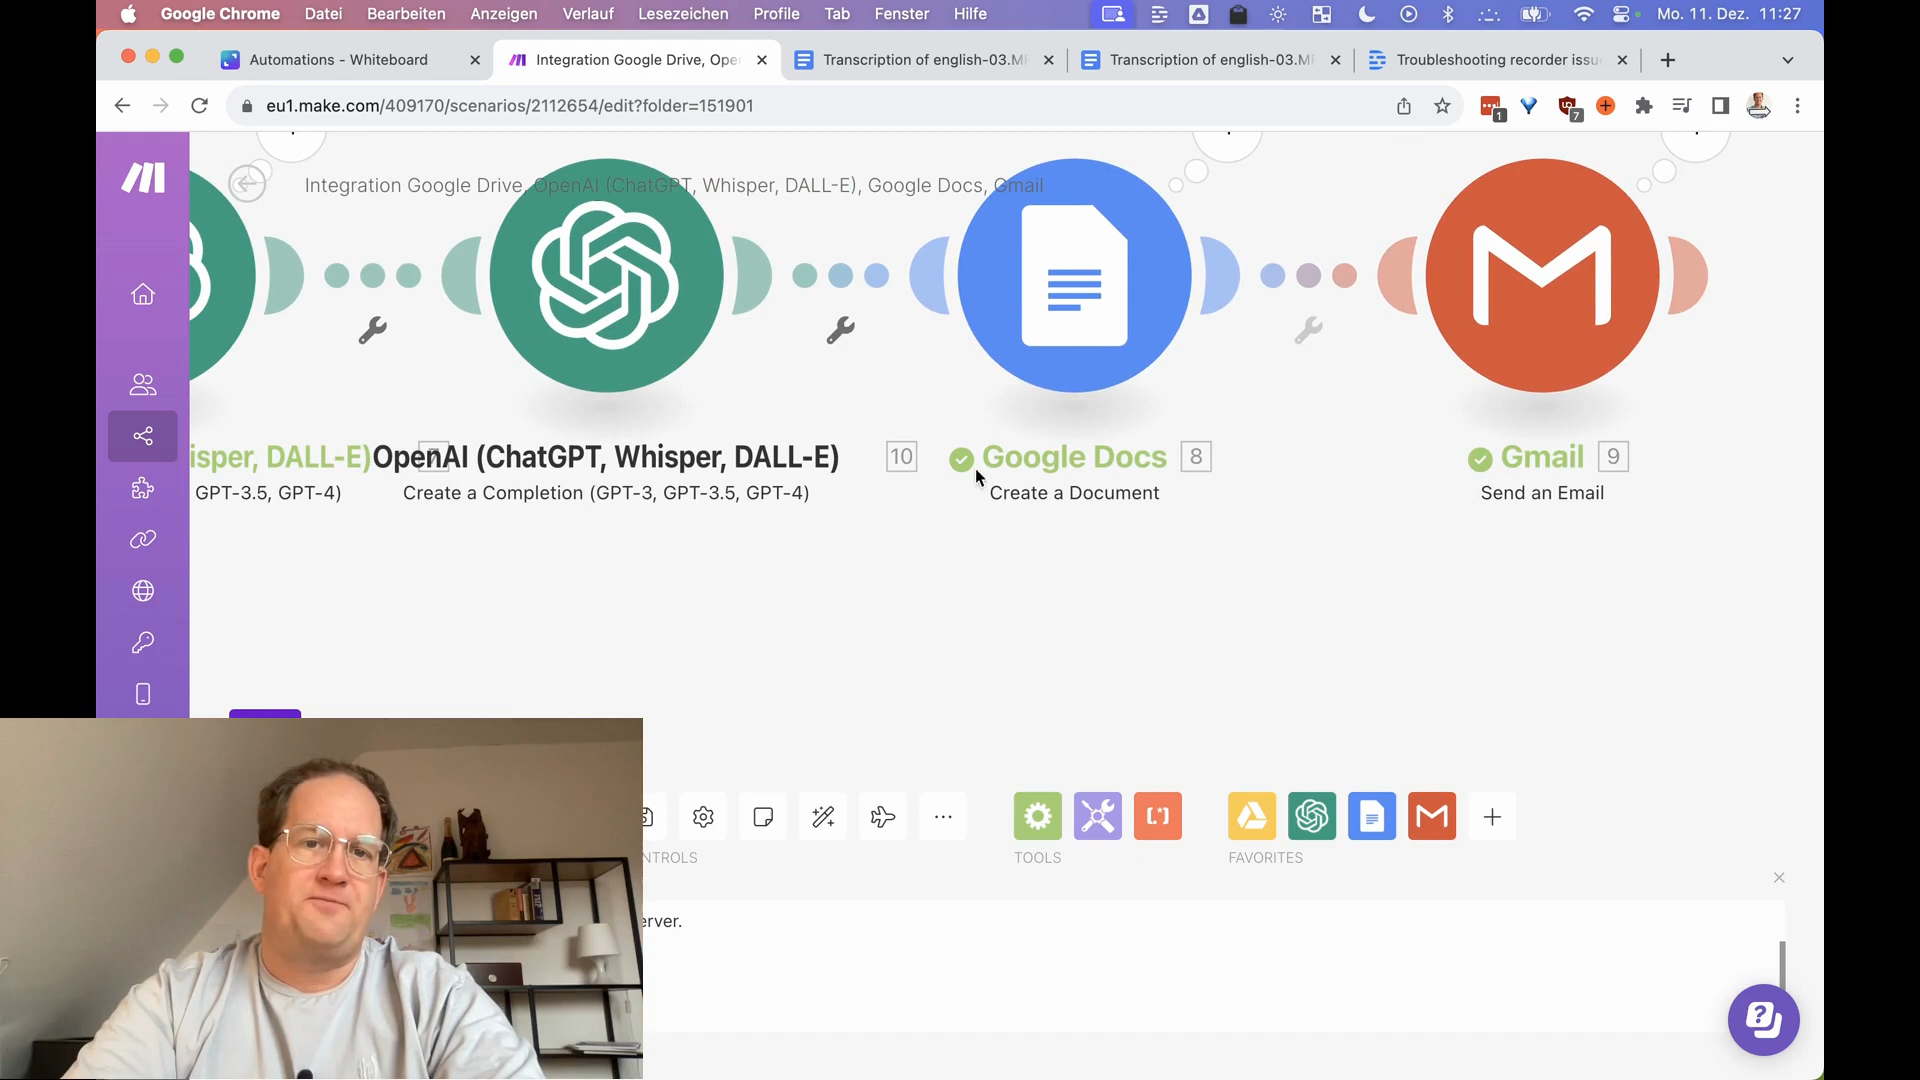 Google Chrome Datei Bearbeiten Anzeigen Verlauf Lesezeichen Profile Tab Fenster Hilfe Mo. 11. Dez. 11:27
Automations - Whiteboard
Integration Google Drive, Ope
Transcription of english-03.M
Transcription of english-03.M
Troubleshooting recorder issu
eu1.make.com/409170/scenarios/2112654/edit?folder=151901
1
7
Integration Google Drive, OpenAI (ChatGPT, Whisper, DALL-E), Google Docs, Gmail
isper, DALL-E)
OpenAI (ChatGPT, Whisper, DALL-E) 10
Google Docs 8
Gmail 9
GPT-3.5, GPT-4)
Create a Completion (GPT-3, GPT-3.5, GPT-4)
Create a Document
Send an Email
NTROLS
TOOLS
FAVORITES
erver.